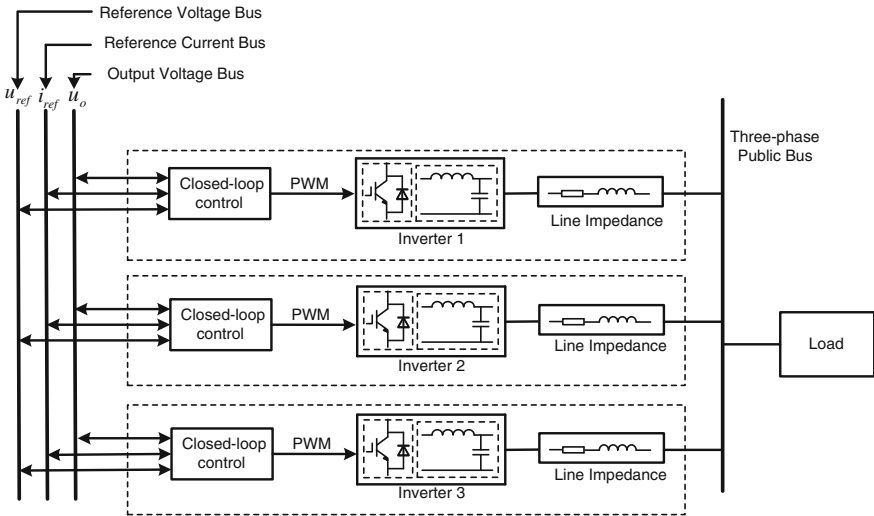 Reference Voltage Bus
Reference Current Bus
Output Voltage Bus
u_ref i_ref u_o
Three-phase
Public Bus
Closed-loop
control
PWM
Inverter 1
Line Impedance
Closed-loop
control
PWM
Inverter 2
Line Impedance
Load
Closed-loop
control
PWM
Inverter 3
Line Impedance